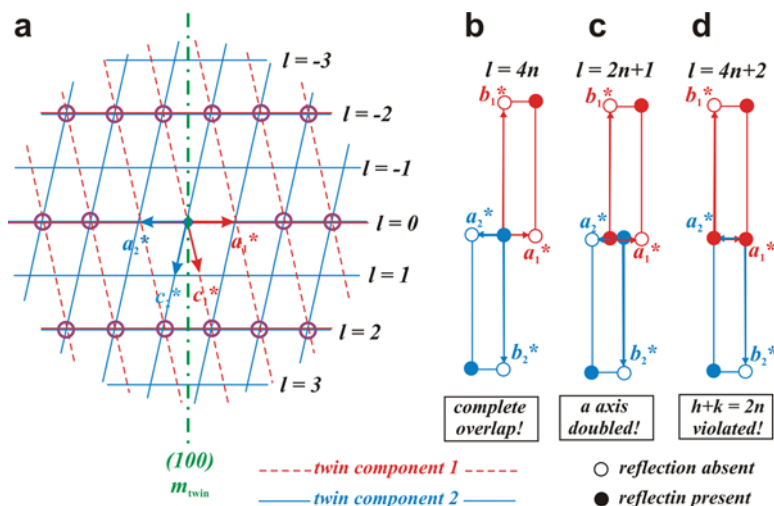 a
b
c
d
l = -3
l = -2
l = -1
l = 0
l = 1
l = 2
l = 3
a₂*
a₁*
c₂*
c₁*
(100)
m_twin
l = 4n
l = 2n+1
l = 4n+2
b₁*
b₁*
b₁*
a₂*
a₁*
a₂*
a₁*
a₂*
a₁*
b₂*
b₂*
b₂*
complete
overlap!
a axis
doubled!
h+k = 2n
violated!
twin component 1
twin component 2
reflection absent
reflectin present